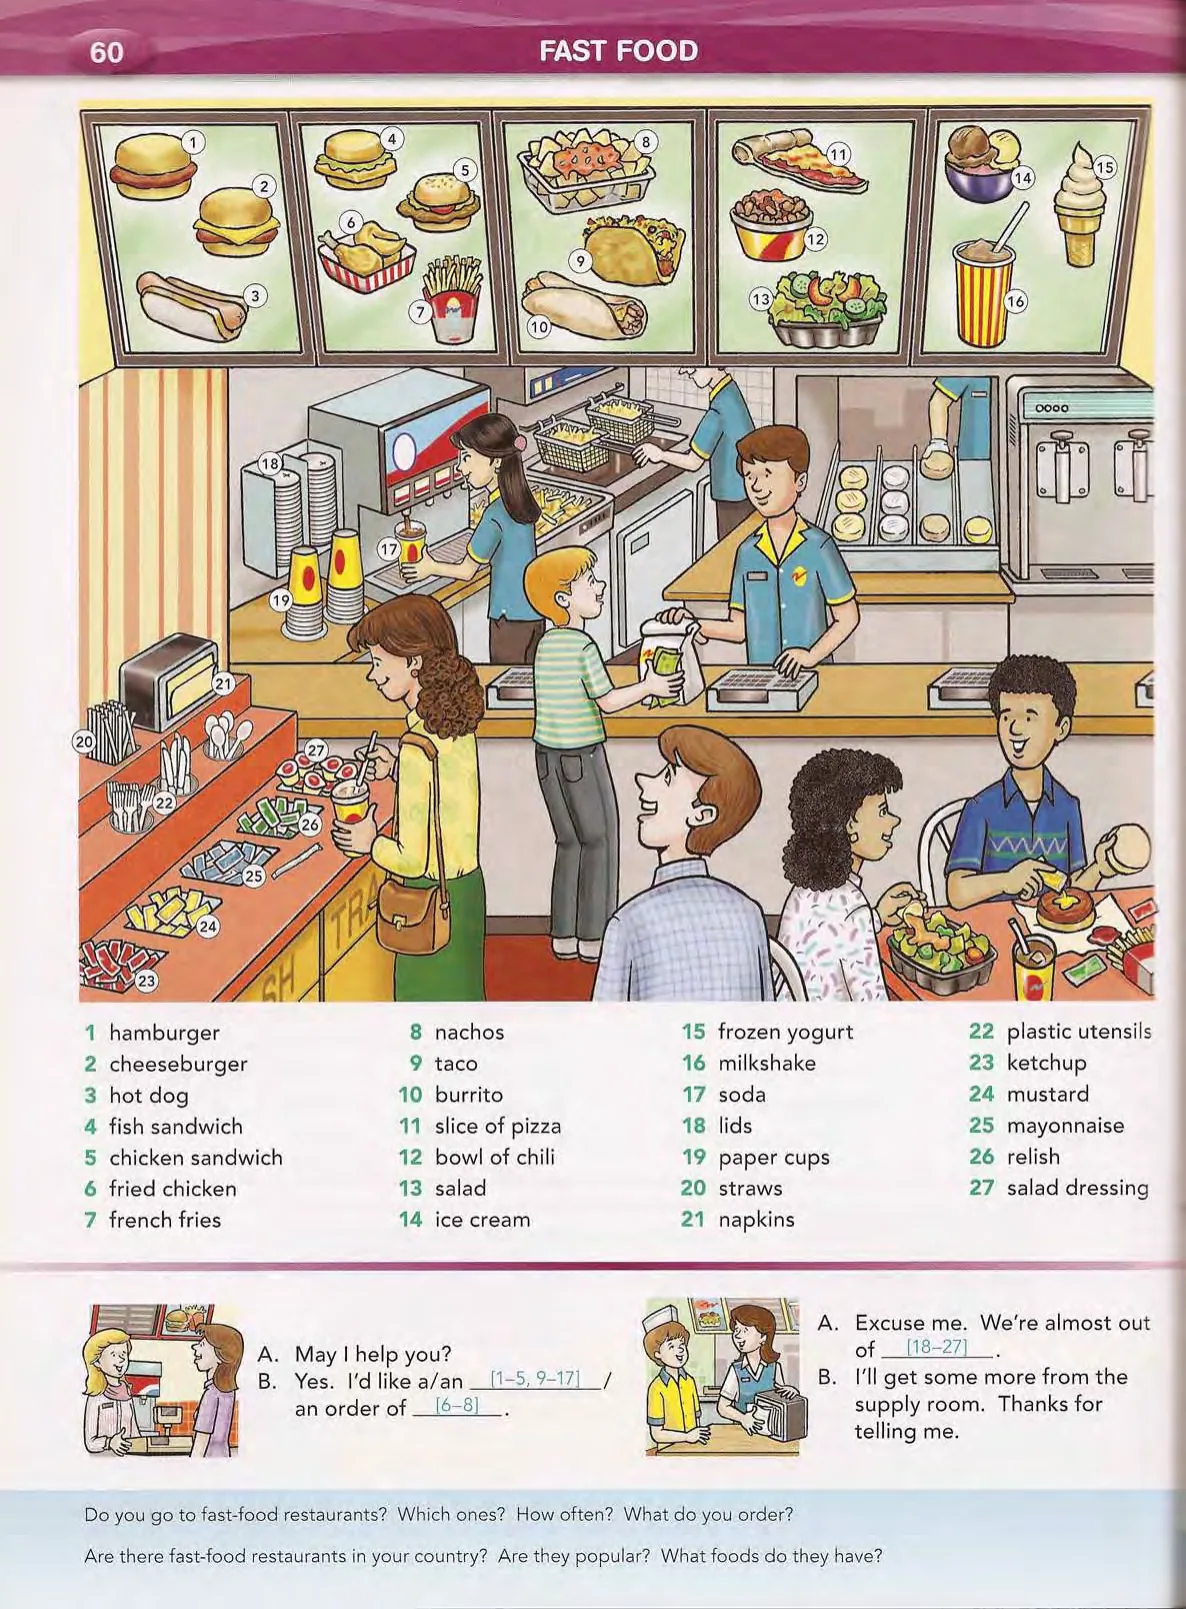 60
FAST FOOD
1
2
3
4
5
6
7
8
9
10
11
12
13
14
15
16
17
18
19
20
21
22
23
24
25
26
27
TRA
SH
1 hamburger
2 cheeseburger
3 hot dog
4 fish sandwich
5 chicken sandwich
6 fried chicken
7 french fries
8 nachos
9 taco
10 burrito
11 slice of pizza
12 bowl of chili
13 salad
14 ice cream
15 frozen yogurt
16 milkshake
17 soda
18 lids
19 paper cups
20 straws
21 napkins
22 plastic utensils
23 ketchup
24 mustard
25 mayonnaise
26 relish
27 salad dressing
A. May I help you?
B. Yes. I'd like a/an [1–5, 9–17] /
an order of [6–8] .
A. Excuse me. We're almost out
of [18–27] .
B. I'll get some more from the
supply room. Thanks for
telling me.
Do you go to fast-food restaurants? Which ones? How often? What do you order?
Are there fast-food restaurants in your country? Are they popular? What foods do they have?